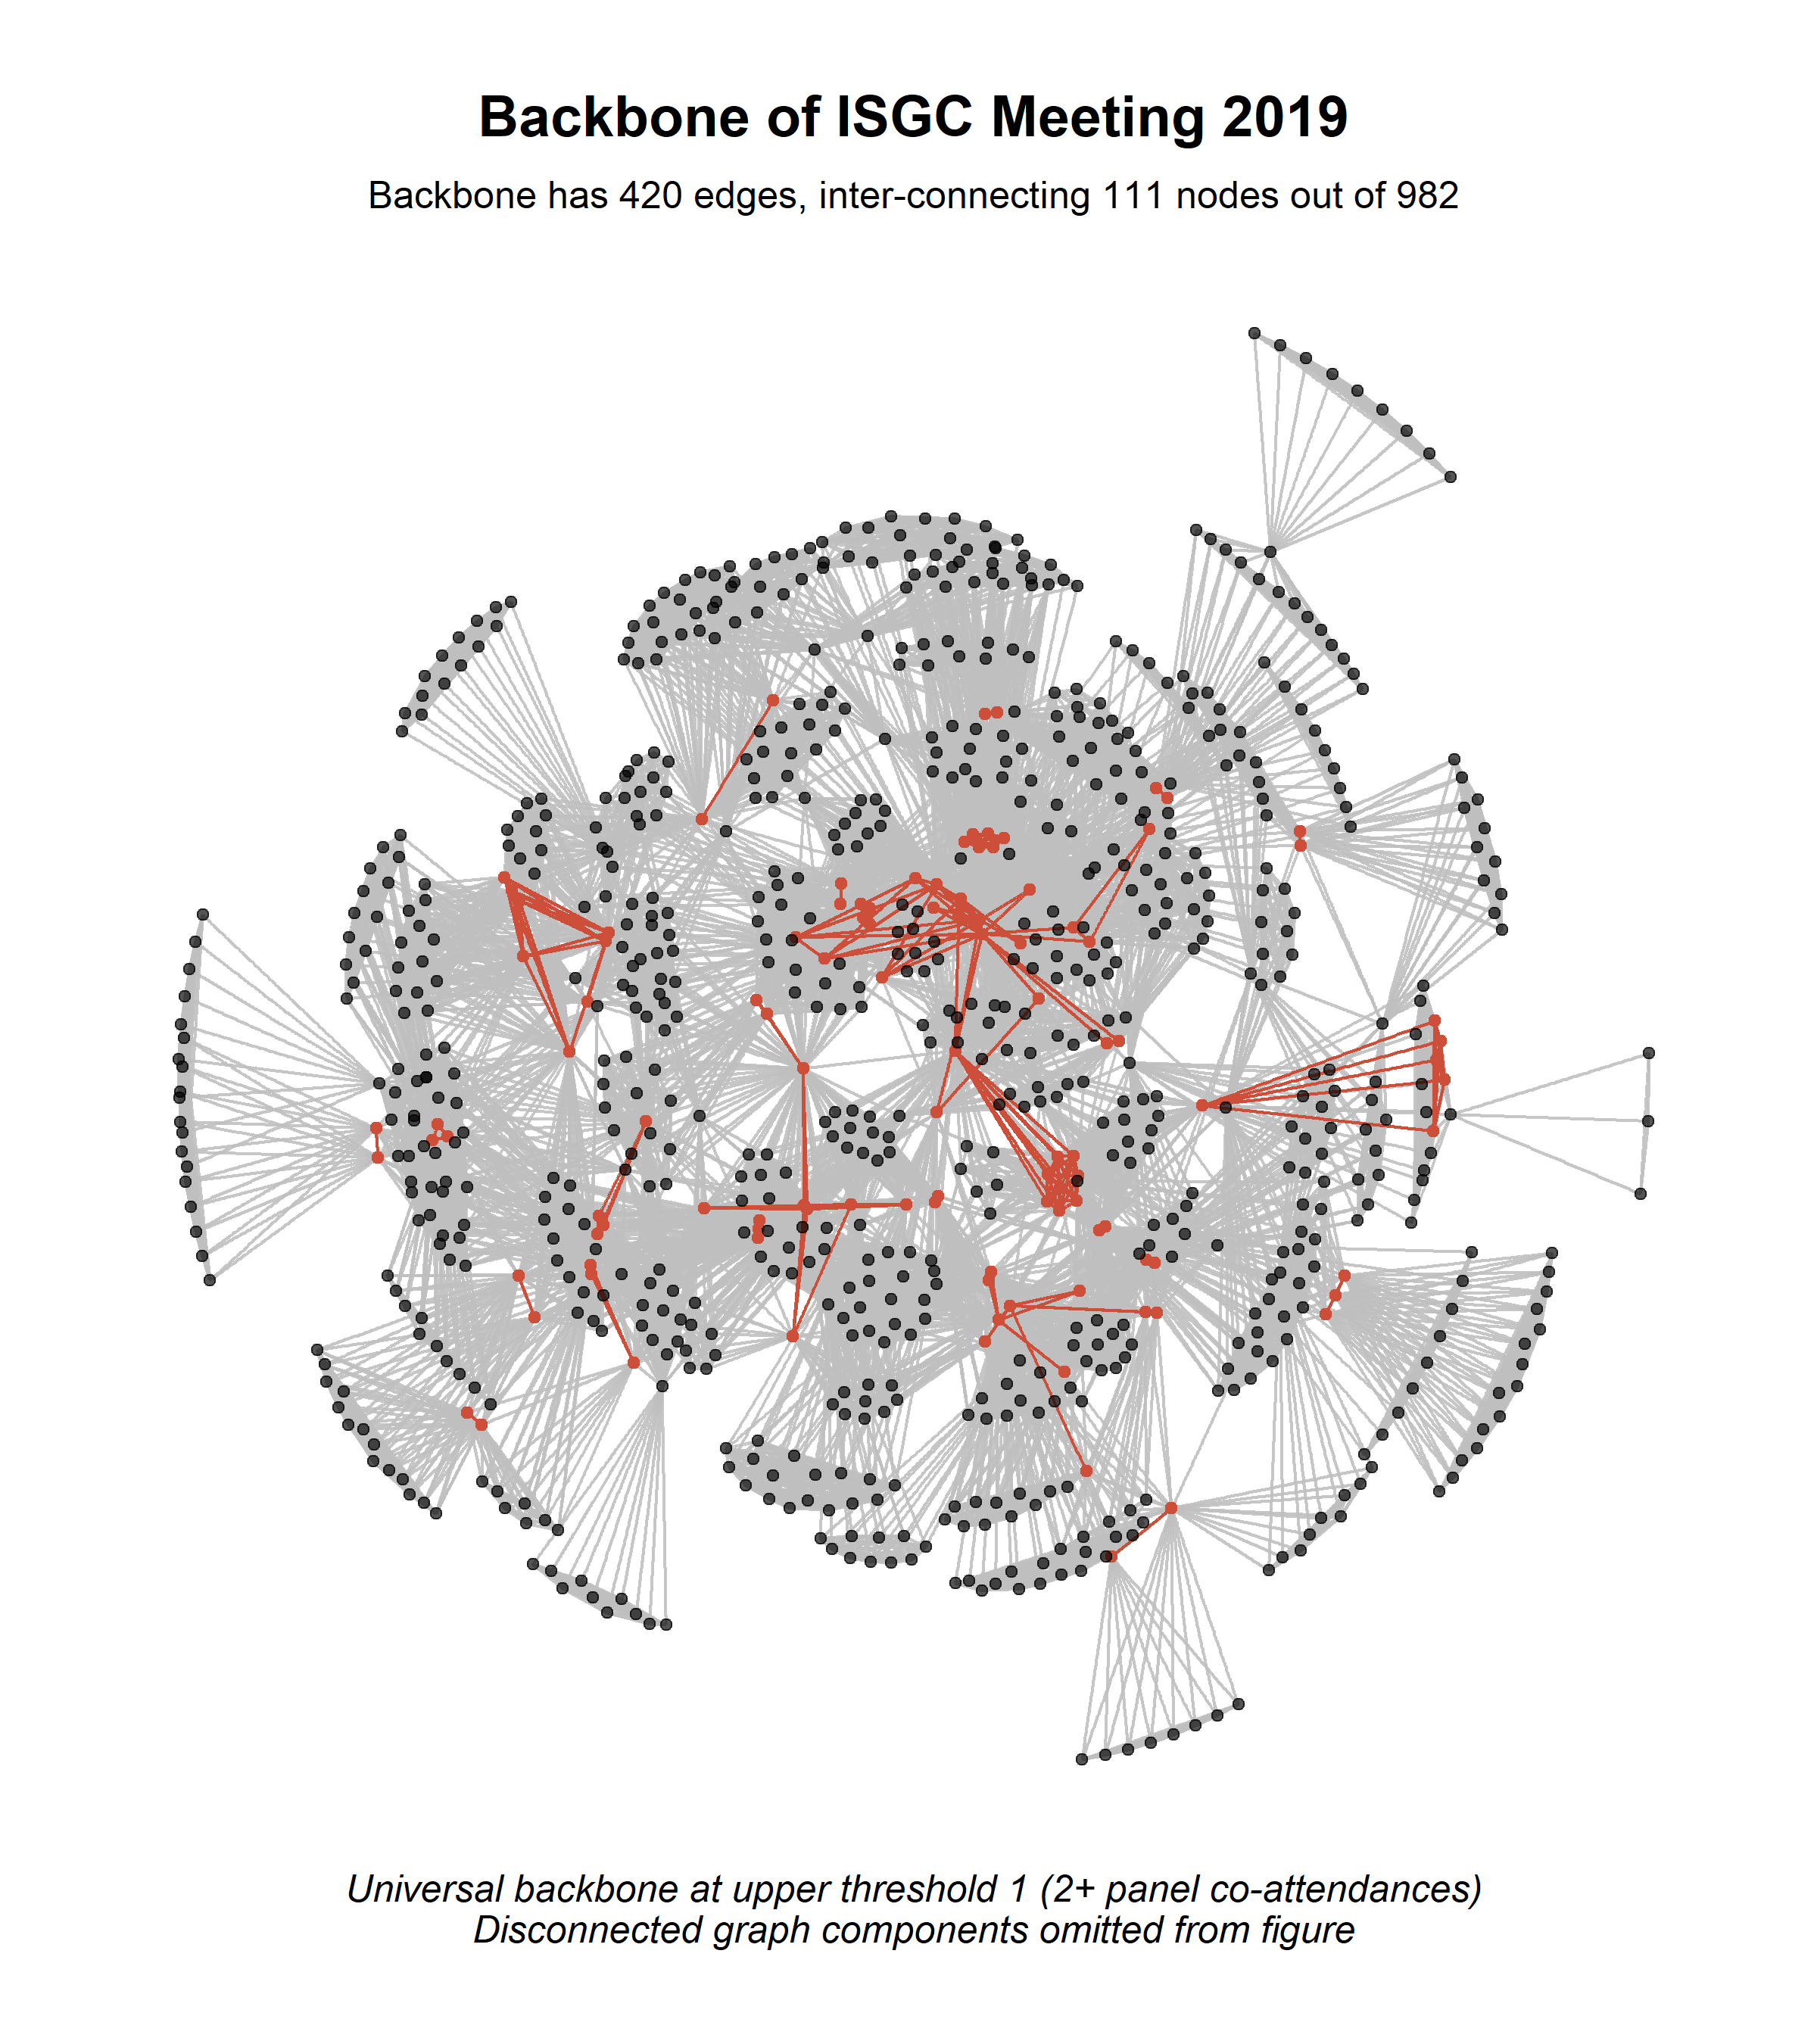 Backbone of ISGC Meeting 2019
Backbone has 420 edges, inter-connecting 111 nodes out of 982
Universal backbone at upper threshold 1 (2+ panel co-attendances)
Disconnected graph components omitted from figure